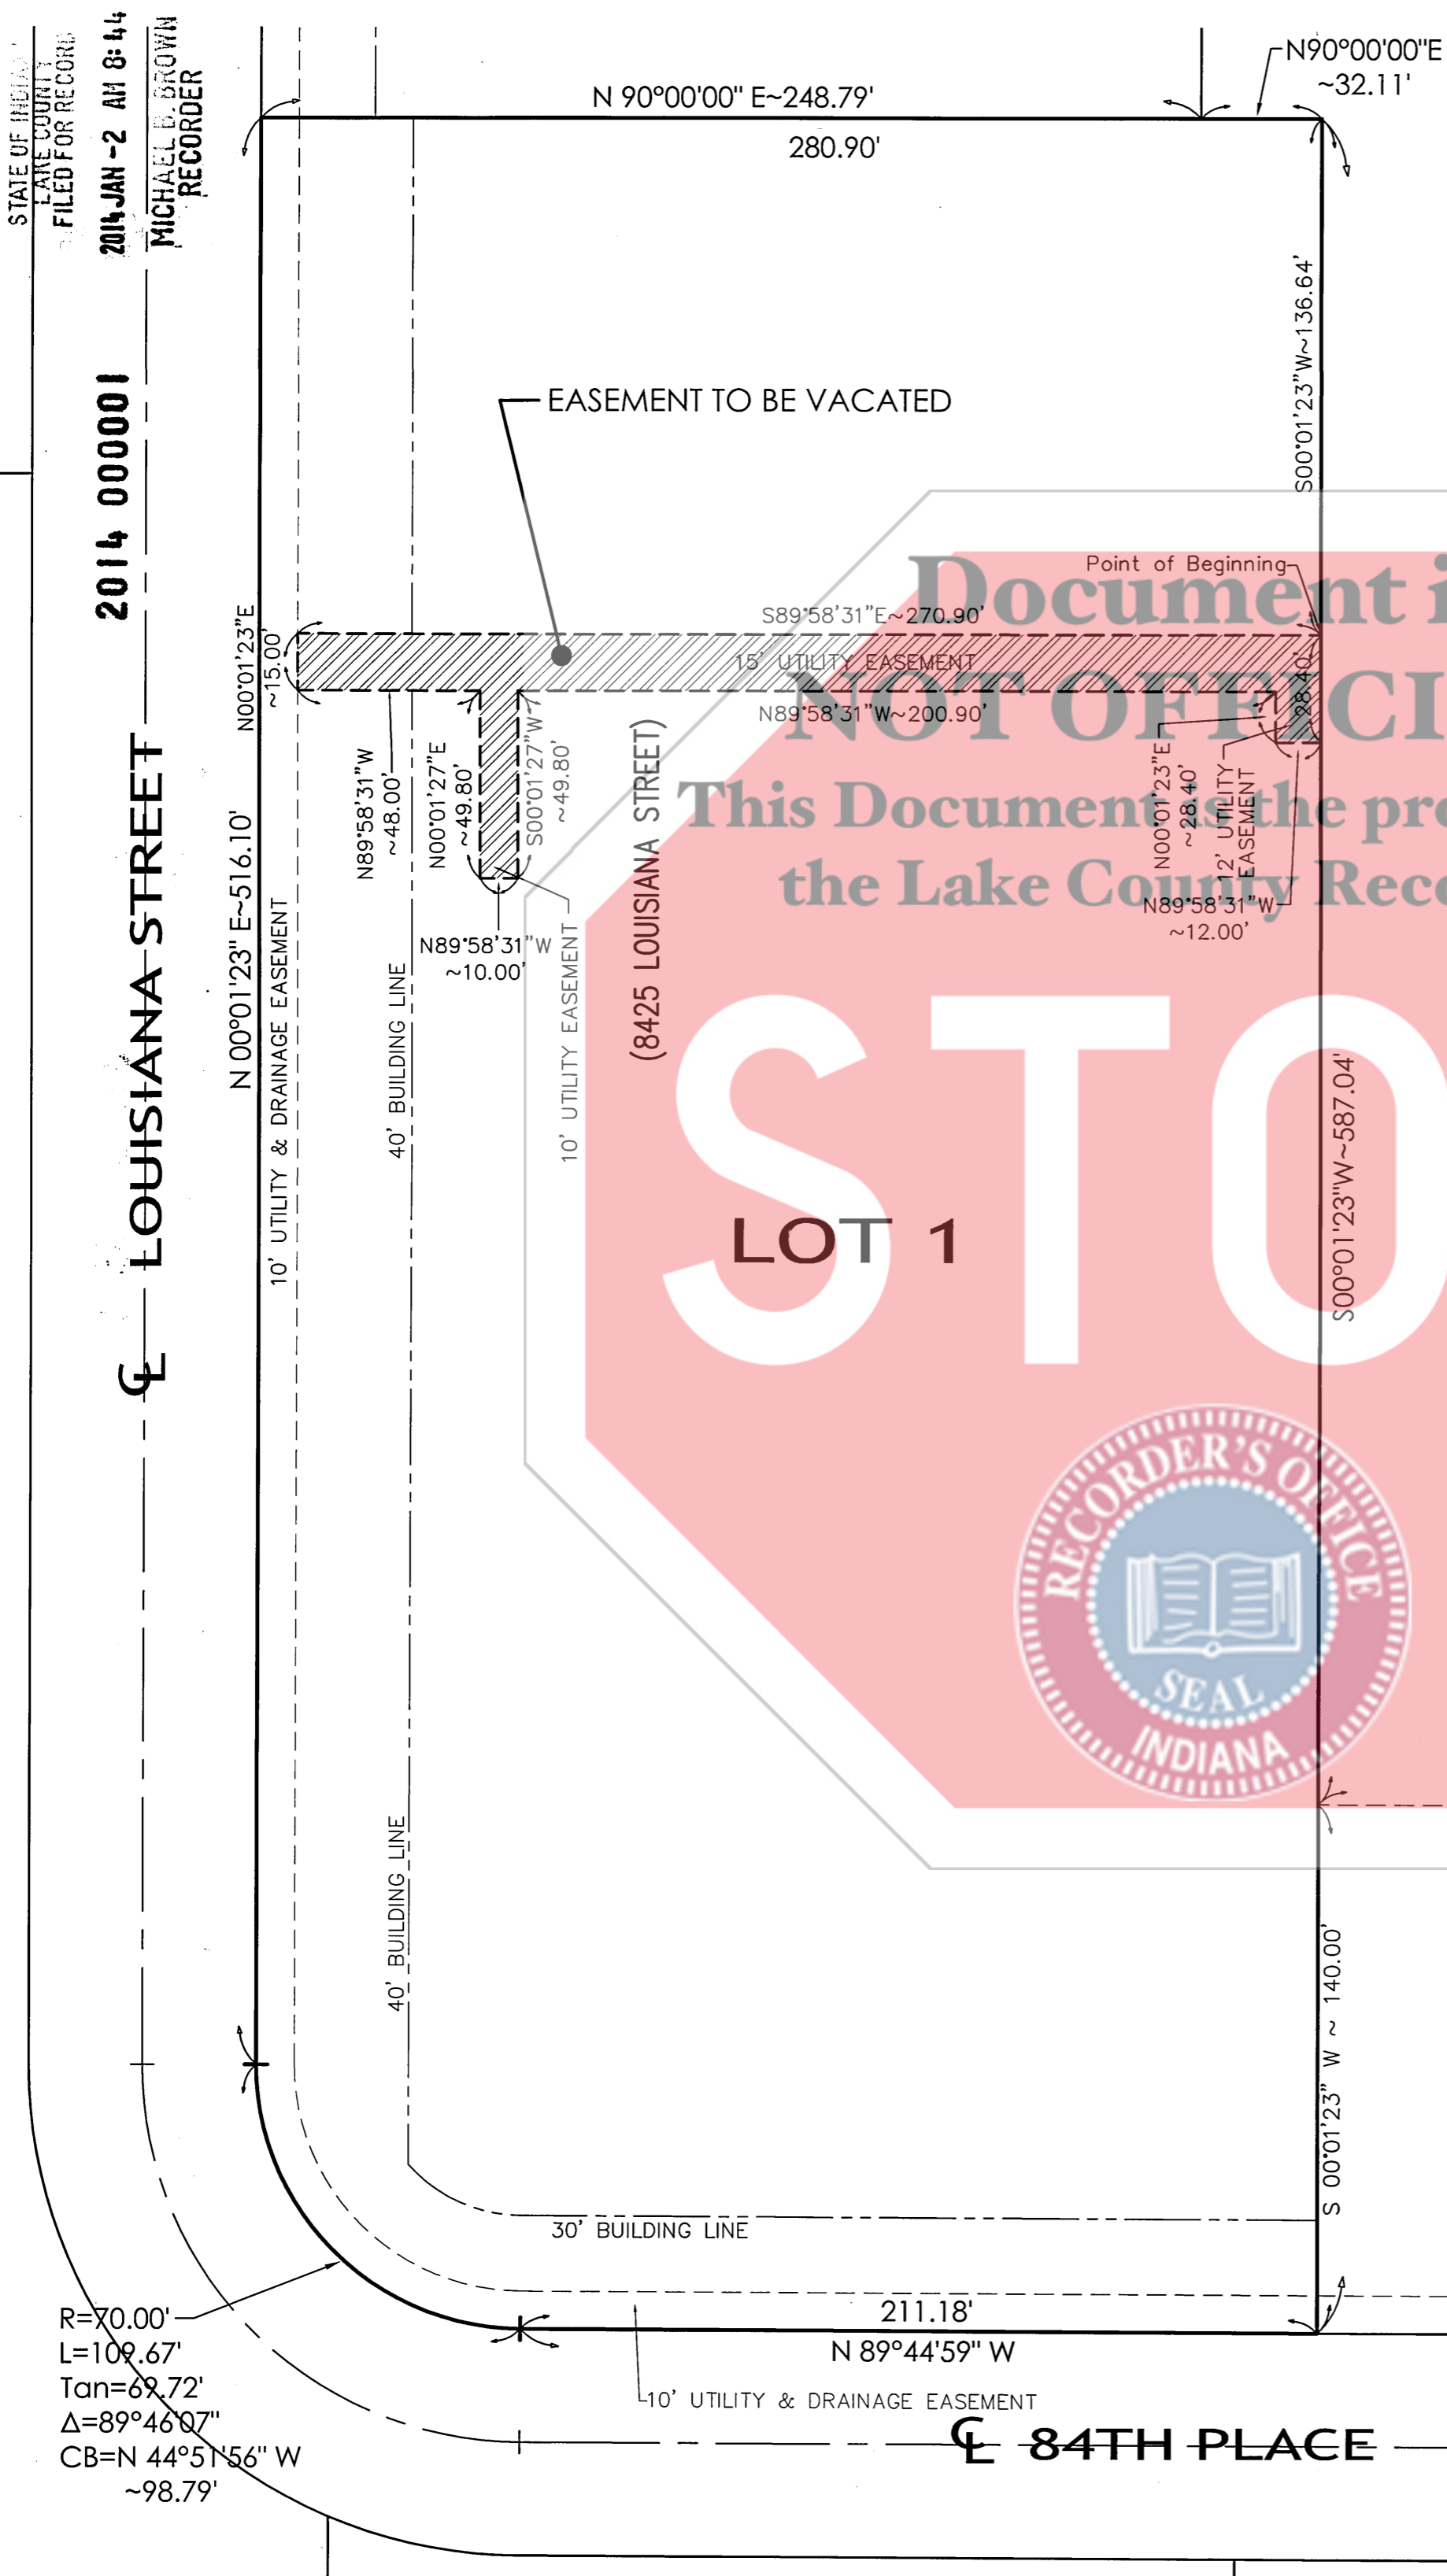 STATE OF INDIANA
LAKE COUNTY
FILED FOR RECORD
2014 JAN -2 AM 8:44
MICHAEL B. BROWN
RECORDER
2014 000001
N90°00'00"E
~32.11'
N 90°00'00" E~248.79'
280.90'
S00°01'23"W~136.64'
EASEMENT TO BE VACATED
Point of Beginning
S89°58'31"E~270.90'
15' UTILITY EASEMENT
N89°58'31"W~200.90'
28.40'
N00°01'23"E
~15.00'
N89°58'31"W
~48.00'
N00°01'27"E
~49.80'
S00°01'27"W
~49.80'
N89°58'31"W
~10.00'
10' UTILITY EASEMENT
(8425 LOUISIANA STREET)
N00°01'23"E
~28.40'
12' UTILITY
EASEMENT
N89°58'31"W
~12.00'
Document i
NOT OFFICI
This Document is the pro
the Lake County Reco
STO
LOUISIANA STREET
N 00°01'23" E~516.10'
10' UTILITY & DRAINAGE EASEMENT
40' BUILDING LINE
LOT 1
S00°01'23"W~587.04'
RECORDER'S OFFICE
SEAL
INDIANA
40' BUILDING LINE
S 00°01'23" W ~ 140.00'
30' BUILDING LINE
R=70.00'
L=109.67'
Tan=69.72'
Δ=89°46'07"
CB=N 44°51'56" W
~98.79'
211.18'
N 89°44'59" W
10' UTILITY & DRAINAGE EASEMENT
84TH PLACE